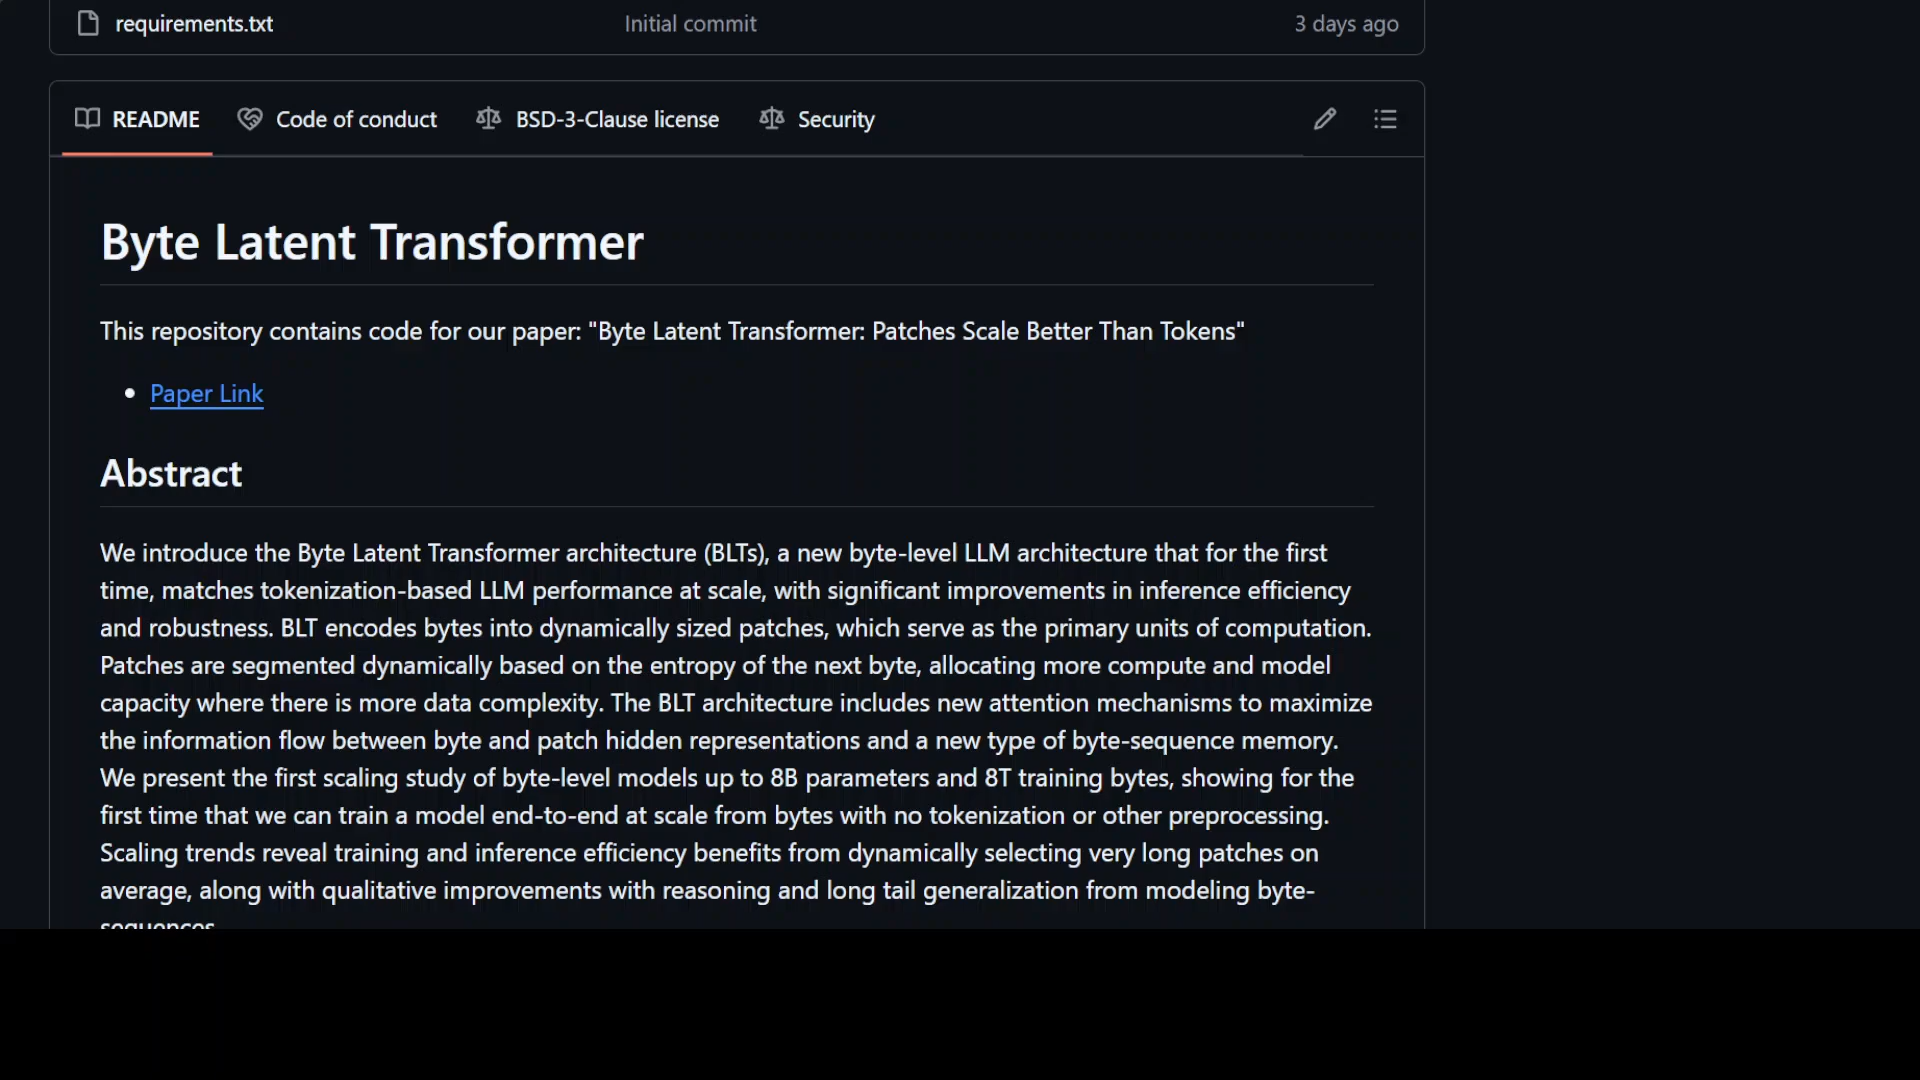 requirements.txt Initial commit 3 days ago
README Code of conduct BSD-3-Clause license Security
Byte Latent Transformer
This repository contains code for our paper: "Byte Latent Transformer: Patches Scale Better Than Tokens"
• Paper Link
Abstract
We introduce the Byte Latent Transformer architecture (BLTs), a new byte-level LLM architecture that for the first
time, matches tokenization-based LLM performance at scale, with significant improvements in inference efficiency
and robustness. BLT encodes bytes into dynamically sized patches, which serve as the primary units of computation.
Patches are segmented dynamically based on the entropy of the next byte, allocating more compute and model
capacity where there is more data complexity. The BLT architecture includes new attention mechanisms to maximize
the information flow between byte and patch hidden representations and a new type of byte-sequence memory.
We present the first scaling study of byte-level models up to 8B parameters and 8T training bytes, showing for the
first time that we can train a model end-to-end at scale from bytes with no tokenization or other preprocessing.
Scaling trends reveal training and inference efficiency benefits from dynamically selecting very long patches on
average, along with qualitative improvements with reasoning and long tail generalization from modeling byte-
sequences.